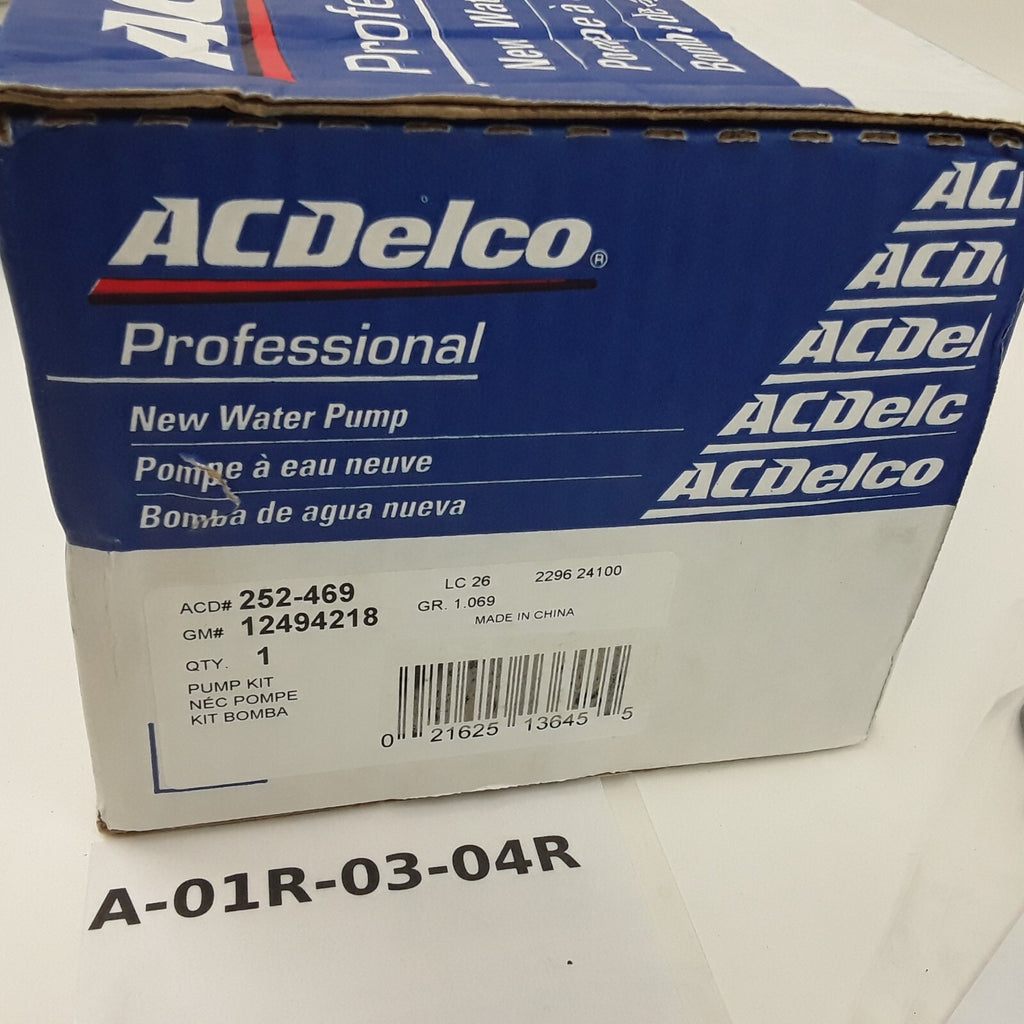 AC
Profe
New Wa
Pompe à
Bomba de a
ACDelco®
Professional
New Water Pump
Pompe à eau neuve
Bomba de agua nueva
AC
ACD
ACDel
ACDelc
ACDelco
ACD# 252-469
GM# 12494218
QTY. 1
PUMP KIT
NÉC POMPE
KIT BOMBA
LC 26 2296 24100
GR. 1.069
MADE IN CHINA
0 21625 13645 5
A-01R-03-04R